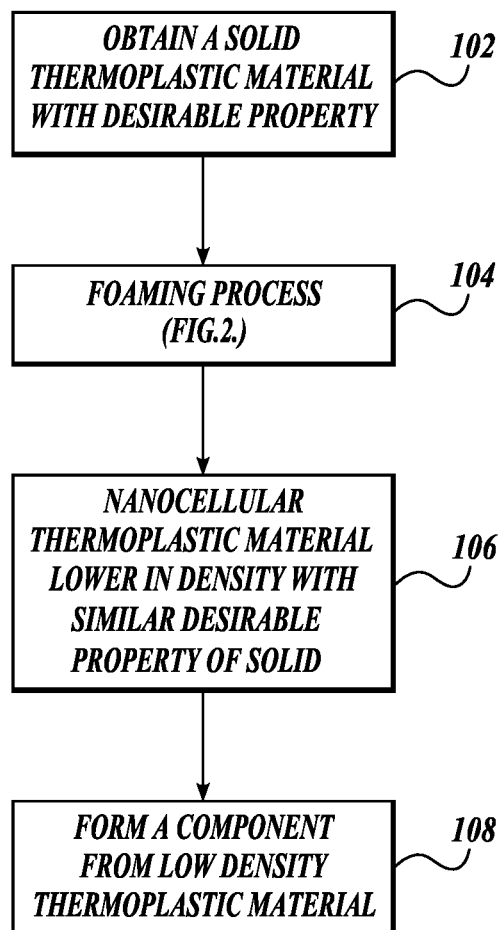 OBTAIN A SOLID
THERMOPLASTIC MATERIAL
WITH DESIRABLE PROPERTY
102
FOAMING PROCESS
(FIG.2.)
104
NANOCELLULAR
THERMOPLASTIC MATERIAL
LOWER IN DENSITY WITH
SIMILAR DESIRABLE
PROPERTY OF SOLID
106
FORM A COMPONENT
FROM LOW DENSITY
THERMOPLASTIC MATERIAL
108